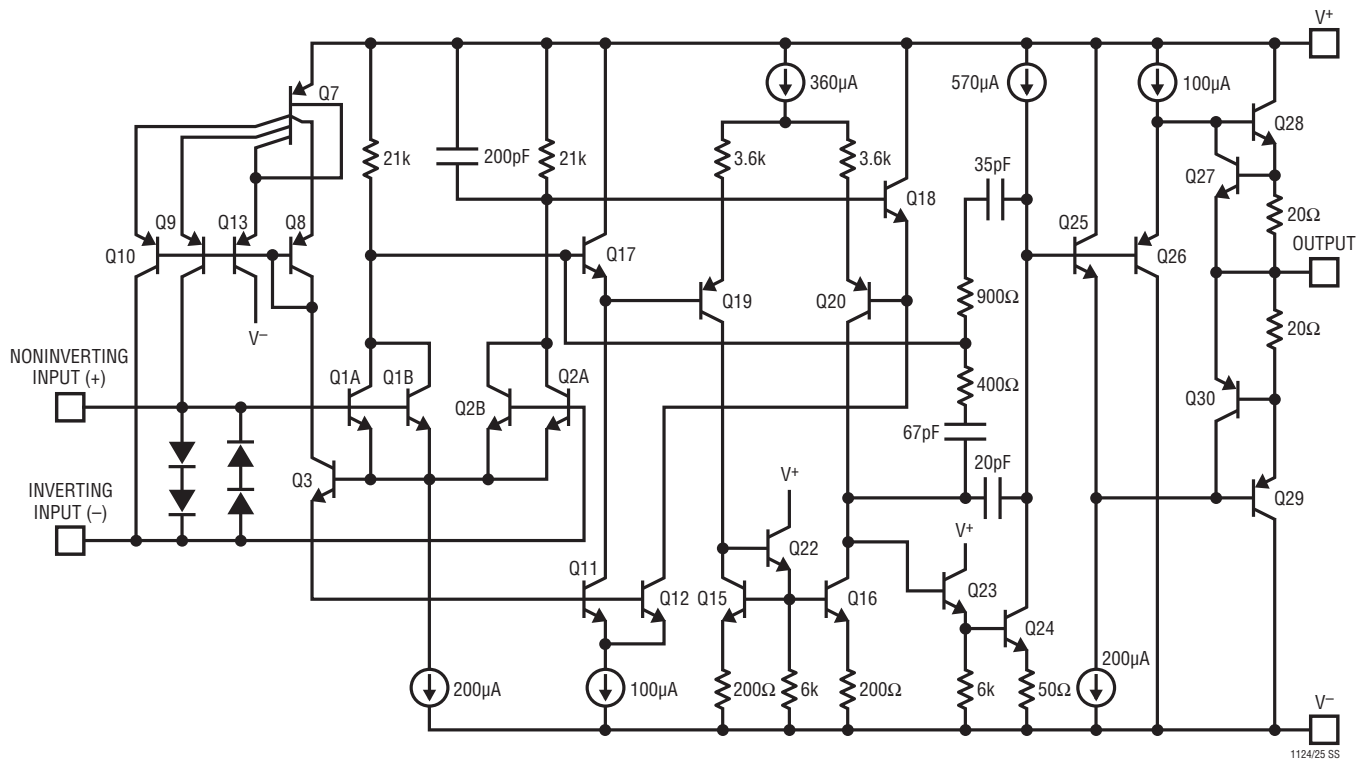 V+
360µA
570µA
100µA
Q7
Q28
21k
200pF
21k
3.6k
3.6k
35pF
Q27
Q18
20Ω
Q9
Q13
Q8
Q25
OUTPUT
Q10
Q17
Q26
Q19
Q20
900Ω
20Ω
V–
NONINVERTING
INPUT (+)
Q1A
Q1B
Q2B
Q2A
400Ω
Q30
67pF
20pF
Q3
V+
INVERTING
INPUT (–)
Q29
Q22
V+
Q11
Q12
Q15
Q16
Q23
Q24
200µA
200µA
100µA
200Ω
6k
200Ω
6k
50Ω
V–
1124/25 SS